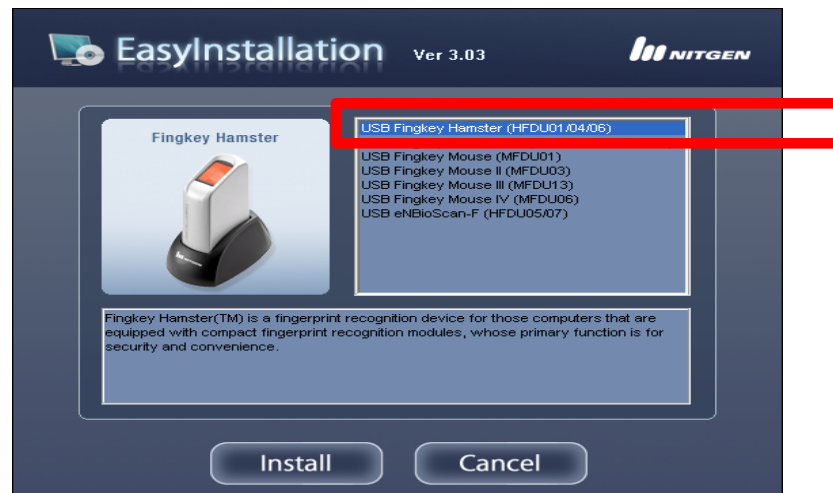 EasyInstallation Ver 3.03
NITGEN
Fingkey Hamster
USB Fingkey Hamster (HFDU01/04/06)
USB Fingkey Mouse (MFDU01)
USB Fingkey Mouse II (MFDU03)
USB Fingkey Mouse III (MFDU13)
USB Fingkey Mouse IV (MFDU06)
USB eNBioScan-F (HFDU05/07)
Fingkey Hamster(TM) is a fingerprint recognition device for those computers that are
equipped with compact fingerprint recognition modules, whose primary function is for
security and convenience.
Install
Cancel